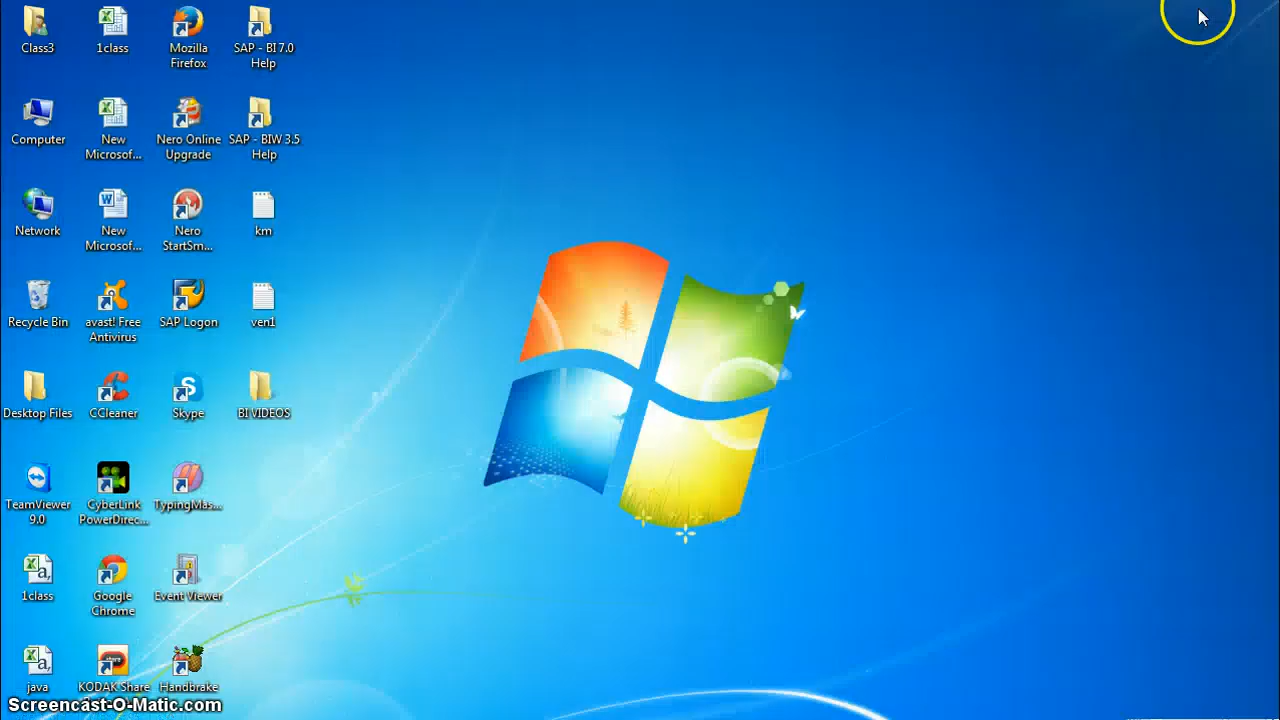 Class3
1class
Mozilla
Firefox
SAP - BI 7.0
Help
Computer
New
Microsof...
Nero Online
Upgrade
SAP - BIW 3.5
Help
Network
New
Microsof...
Nero
StartSm...
km
Recycle Bin
avast! Free
Antivirus
SAP Logon
ven1
Desktop Files
CCleaner
Skype
BI VIDEOS
TeamViewer
9.0
CyberLink
PowerDirec...
TypingMas...
1class
Google
Chrome
Event Viewer
java
KODAK Share
Handbrake
Screencast-O-Matic.com